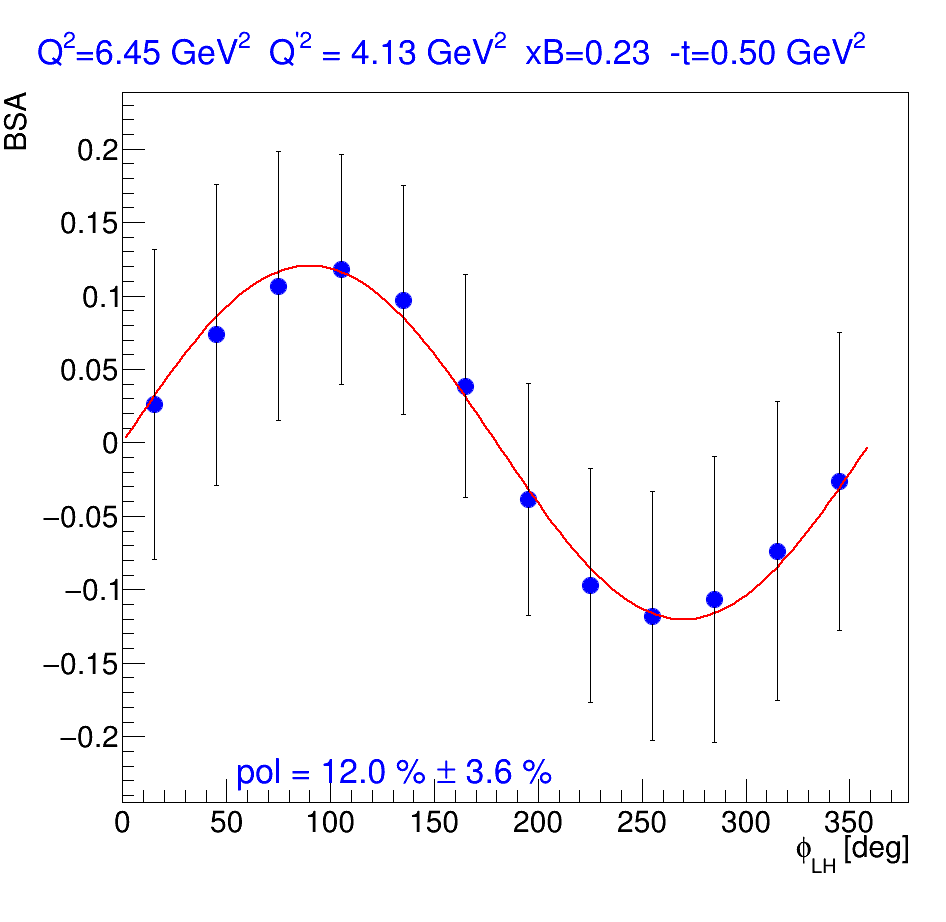 Q²=6.45 GeV² Q'² = 4.13 GeV² xB=0.23 -t=0.50 GeV²
BSA
0.2
0.15
0.1
0.05
0
−0.05
−0.1
−0.15
−0.2
pol = 12.0 % ± 3.6 %
0 50 100 150 200 250 300 350
ϕLH [deg]